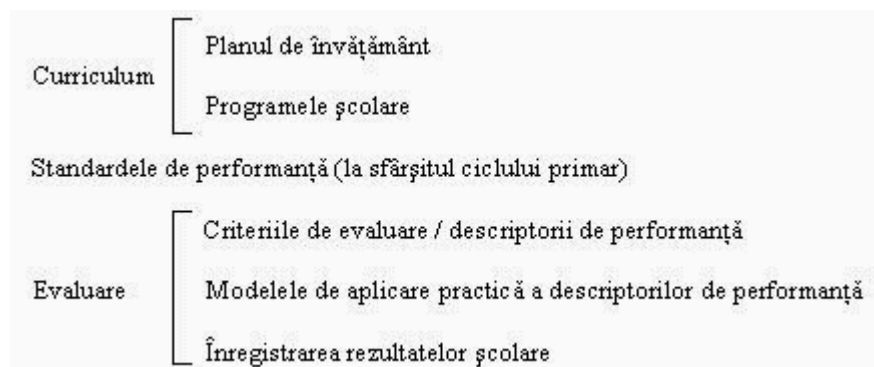 Planul de învăţământ
Curriculum
Programele şcolare
Standardele de performanţă (la sfârşitul ciclului primar)
Criteriile de evaluare / descriptorii de performanţă
Evaluare
Modelele de aplicare practică a descriptorilor de performanţă
Înregistrarea rezultatelor şcolare